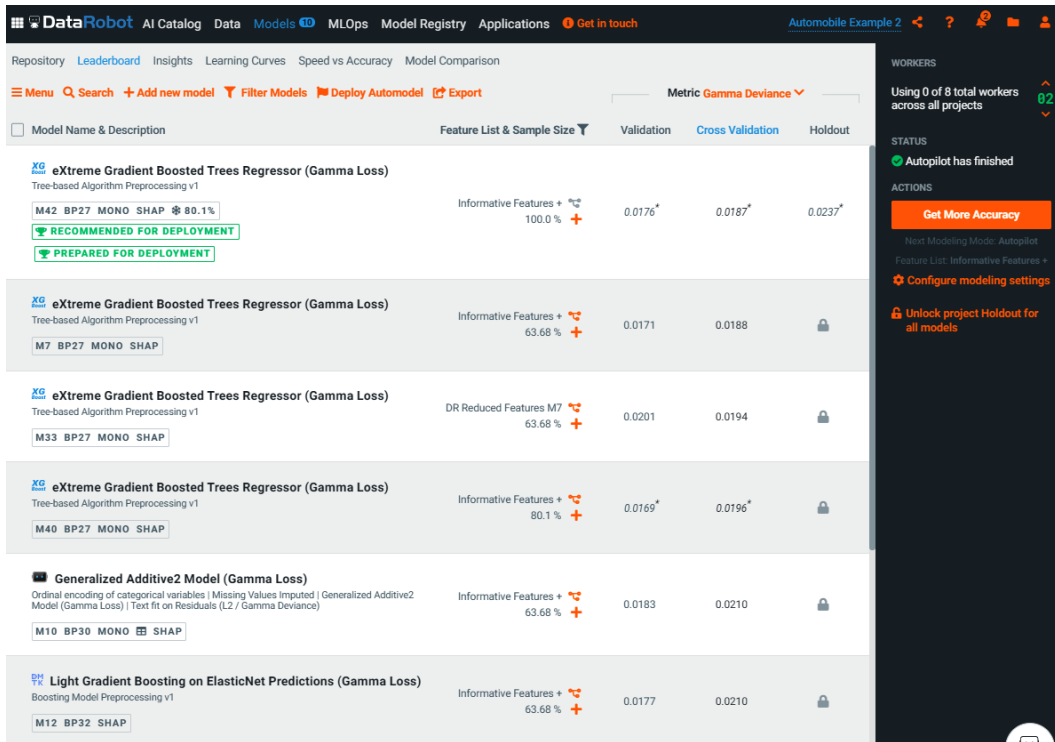 DataRobot AI Catalog Data Models 10 MLOps Model Registry Applications Get in touch Automobile Example 2 ? 2
Repository Leaderboard Insights Learning Curves Speed vs Accuracy Model Comparison
Menu Search + Add new model Filter Models Deploy Automodel Export Metric Gamma Deviance
Model Name & Description Feature List & Sample Size Validation Cross Validation Holdout
XG Boost eXtreme Gradient Boosted Trees Regressor (Gamma Loss)
Tree-based Algorithm Preprocessing v1
M42 BP27 MONO SHAP 80.1%
RECOMMENDED FOR DEPLOYMENT
PREPARED FOR DEPLOYMENT
Informative Features +
100.0 % +
0.0176* 0.0187* 0.0237*
XG Boost eXtreme Gradient Boosted Trees Regressor (Gamma Loss)
Tree-based Algorithm Preprocessing v1
M7 BP27 MONO SHAP
Informative Features +
63.68 % +
0.0171 0.0188
XG Boost eXtreme Gradient Boosted Trees Regressor (Gamma Loss)
Tree-based Algorithm Preprocessing v1
M33 BP27 MONO SHAP
DR Reduced Features M7
63.68 % +
0.0201 0.0194
XG Boost eXtreme Gradient Boosted Trees Regressor (Gamma Loss)
Tree-based Algorithm Preprocessing v1
M40 BP27 MONO SHAP
Informative Features +
80.1 % +
0.0169* 0.0196*
Generalized Additive2 Model (Gamma Loss)
Ordinal encoding of categorical variables | Missing Values Imputed | Generalized Additive2
Model (Gamma Loss) | Text fit on Residuals (L2 / Gamma Deviance)
M10 BP30 MONO SHAP
Informative Features +
63.68 % +
0.0183 0.0210
DMTK Light Gradient Boosting on ElasticNet Predictions (Gamma Loss)
Boosting Model Preprocessing v1
M12 BP32 SHAP
Informative Features +
63.68 % +
0.0177 0.0210
WORKERS
Using 0 of 8 total workers
across all projects
02
STATUS
Autopilot has finished
ACTIONS
Get More Accuracy
Next Modeling Mode: Autopilot
Feature List: Informative Features +
Configure modeling settings
Unlock project Holdout for
all models